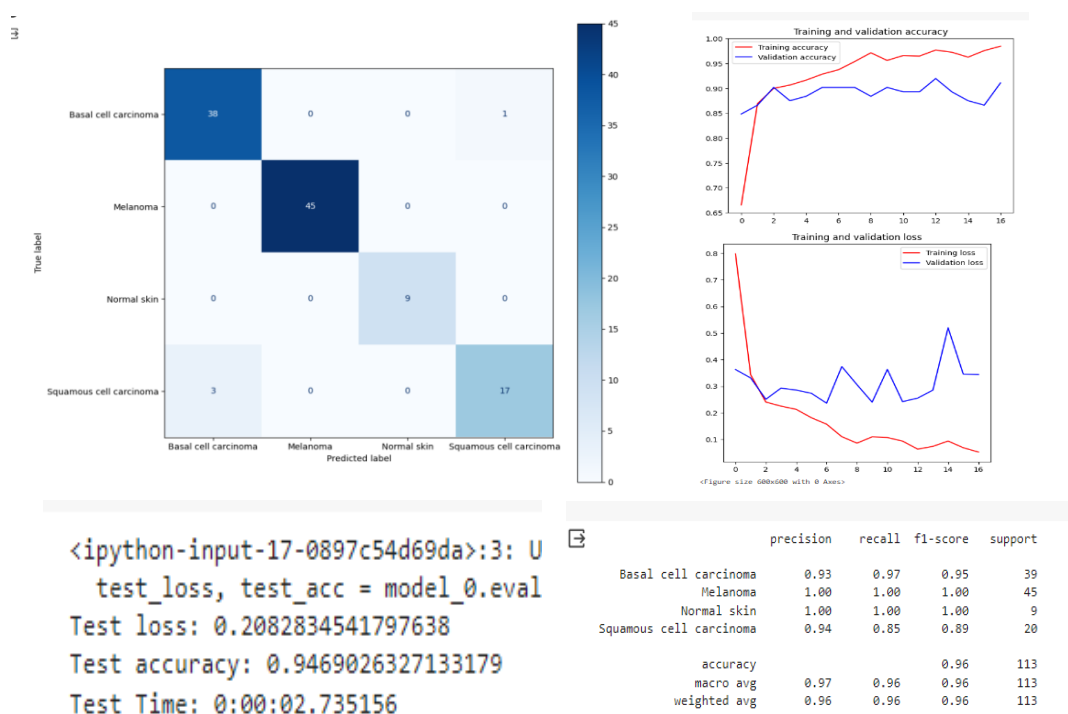 45
40
35
30
25
20
15
10
5
0
Basal cell carcinoma
38 0 0 1
Melanoma
0 45 0 0
Normal skin
0 0 9 0
Squamous cell carcinoma
3 0 0 17
True label
Basal cell carcinoma Melanoma Normal skin Squamous cell carcinoma
Predicted label
Training and validation accuracy
Training accuracy
Validation accuracy
1.00
0.95
0.90
0.85
0.80
0.75
0.70
0.65
0 2 4 6 8 10 12 14 16
Training and validation loss
Training loss
Validation loss
0.8
0.7
0.6
0.5
0.4
0.3
0.2
0.1
0 2 4 6 8 10 12 14 16
<Figure size 600x600 with 0 Axes>
<ipython-input-17-0897c54d69da>:3: U
test_loss, test_acc = model_0.eval
Test loss: 0.2082834541797638
Test accuracy: 0.9469026327133179
Test Time: 0:00:02.735156
precision recall f1-score support
Basal cell carcinoma 0.93 0.97 0.95 39
Melanoma 1.00 1.00 1.00 45
Normal skin 1.00 1.00 1.00 9
Squamous cell carcinoma 0.94 0.85 0.89 20
accuracy 0.96 113
macro avg 0.97 0.96 0.96 113
weighted avg 0.96 0.96 0.96 113